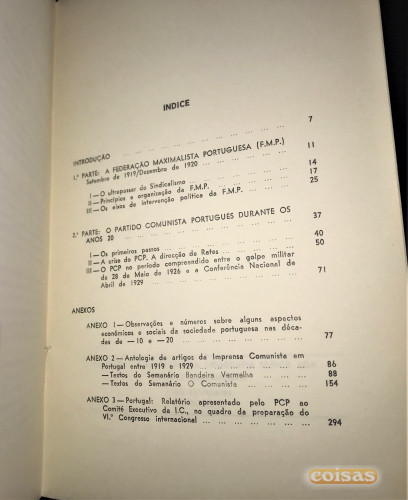 INDICE
INTRODUÇÃO ... ... ... ... ... ... ... ... ... 7
1.ª PARTE: A FEDERAÇÃO MAXIMALISTA PORTUGUESA (F.M.P.)
Setembro de 1919/Dezembro de 1920 ... ... ... ... 11
I — O ultrapassar do Sindicalismo ... ... ... ... 14
II — Princípios e organização da F.M.P. ... ... ... 17
III — Os eixos de intervenção política da F.M.P. ... ... 25
2.ª PARTE: O PARTIDO COMUNISTA PORTUGUES DURANTE OS
ANOS 20 ... ... ... ... ... ... ... ... ... 37
I — Os primeiros passos ... ... ... ... ... ... 40
II — A crise do PCP. A direcção de Rates ... ... ... 50
III — O PCP no período compreendido entre o golpe militar
de 28 de Maio de 1926 e a Conferência Nacional de
Abril de 1929 ... ... ... ... ... ... ... 71
ANEXOS
ANEXO 1 — Observações e números sobre alguns aspectos
económicos e sociais da sociedade portuguesa nas déca-
das de —10 e —20 ... ... ... ... ... ... 77
ANEXO 2 — Antologia de artigos da Imprensa Comunista em
Portugal entre 1919 e 1929 ... ... ... ... ... 86
—Textos do Semanário Bandeira Vermelha ... ... ... 88
—Textos do Semanário O Comunista ... ... ... ... 154
ANEXO 3 — Portugal: Relatório apresentado pelo PCP ao
Comité Executivo da I.C., no quadro da preparação do
VI.º Congresso internacional ... ... ... ... ... 294
coisas